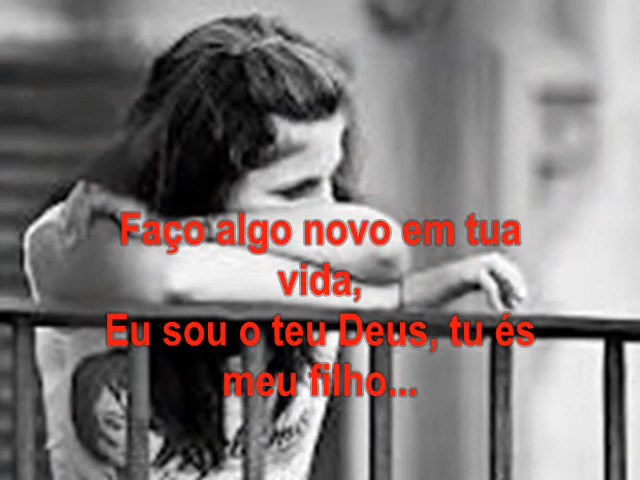 Faço algo novo em tua
vida,
Eu sou o teu Deus, tu és
meu filho...